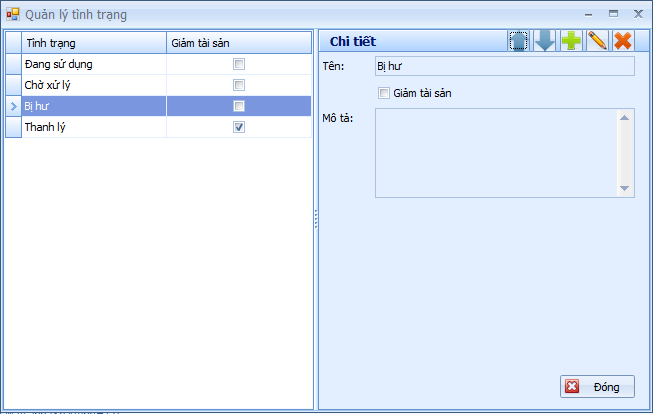 Quản lý tình trạng
Tình trạng Giảm tài sản
Đang sử dụng
Chờ xử lý
Bị hư
Thanh lý
Chi tiết
Tên: Bị hư
Giảm tài sản
Mô tả:
Đóng